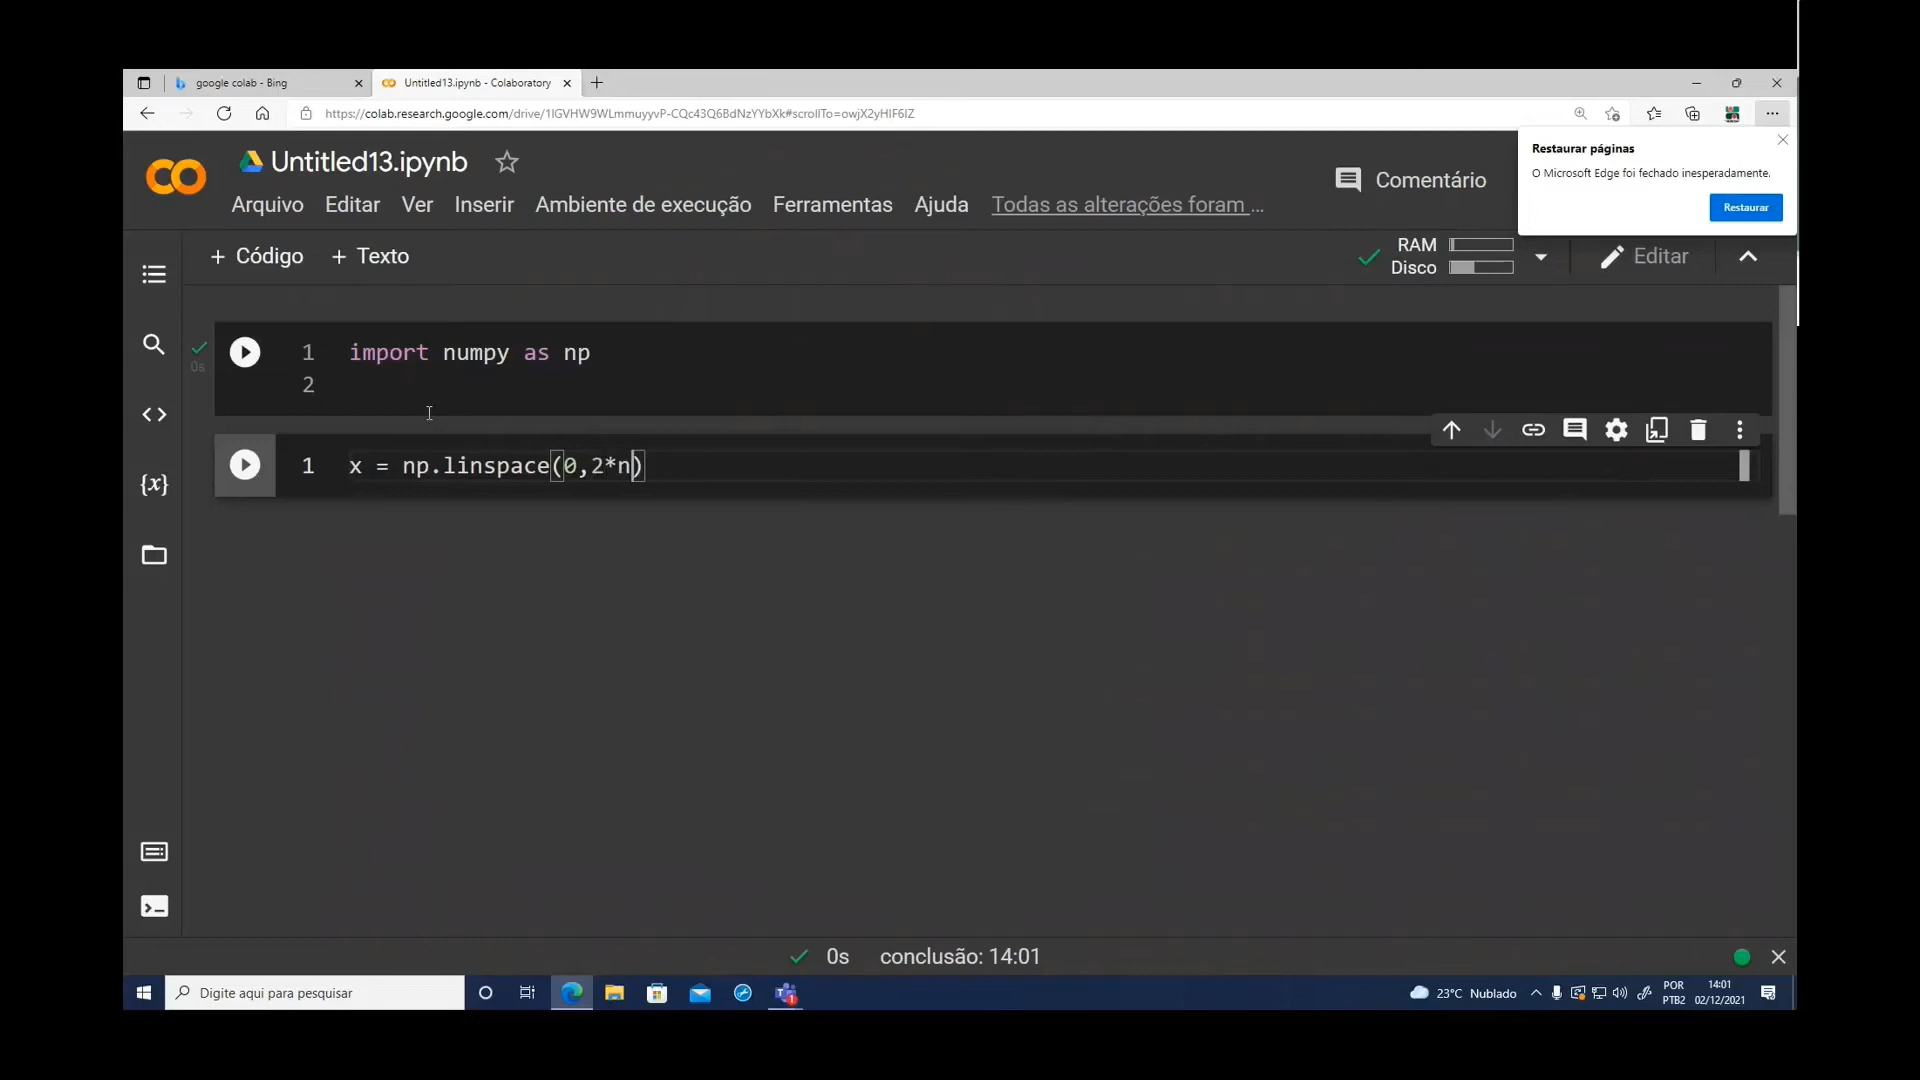 google colab - Bing
Untitled13.ipynb - Colaboratory
https://colab.research.google.com/drive/1IGVHW9WLmmuyyvP-CQc43Q6BdNzYYbXk#scrollTo=owjX2yHIF6IZ
Restaurar páginas
O Microsoft Edge foi fechado inesperadamente.
Restaurar
Untitled13.ipynb
Comentário
Arquivo Editar Ver Inserir Ambiente de execução Ferramentas Ajuda Todas as alterações foram ...
+ Código + Texto
RAM
Disco
Editar
1 import numpy as np
0s
2
{x}
1 x = np.linspace(0,2*n)
0s conclusão: 14:01
Digite aqui para pesquisar
1
23°C Nublado
POR
PTB2
14:01
02/12/2021